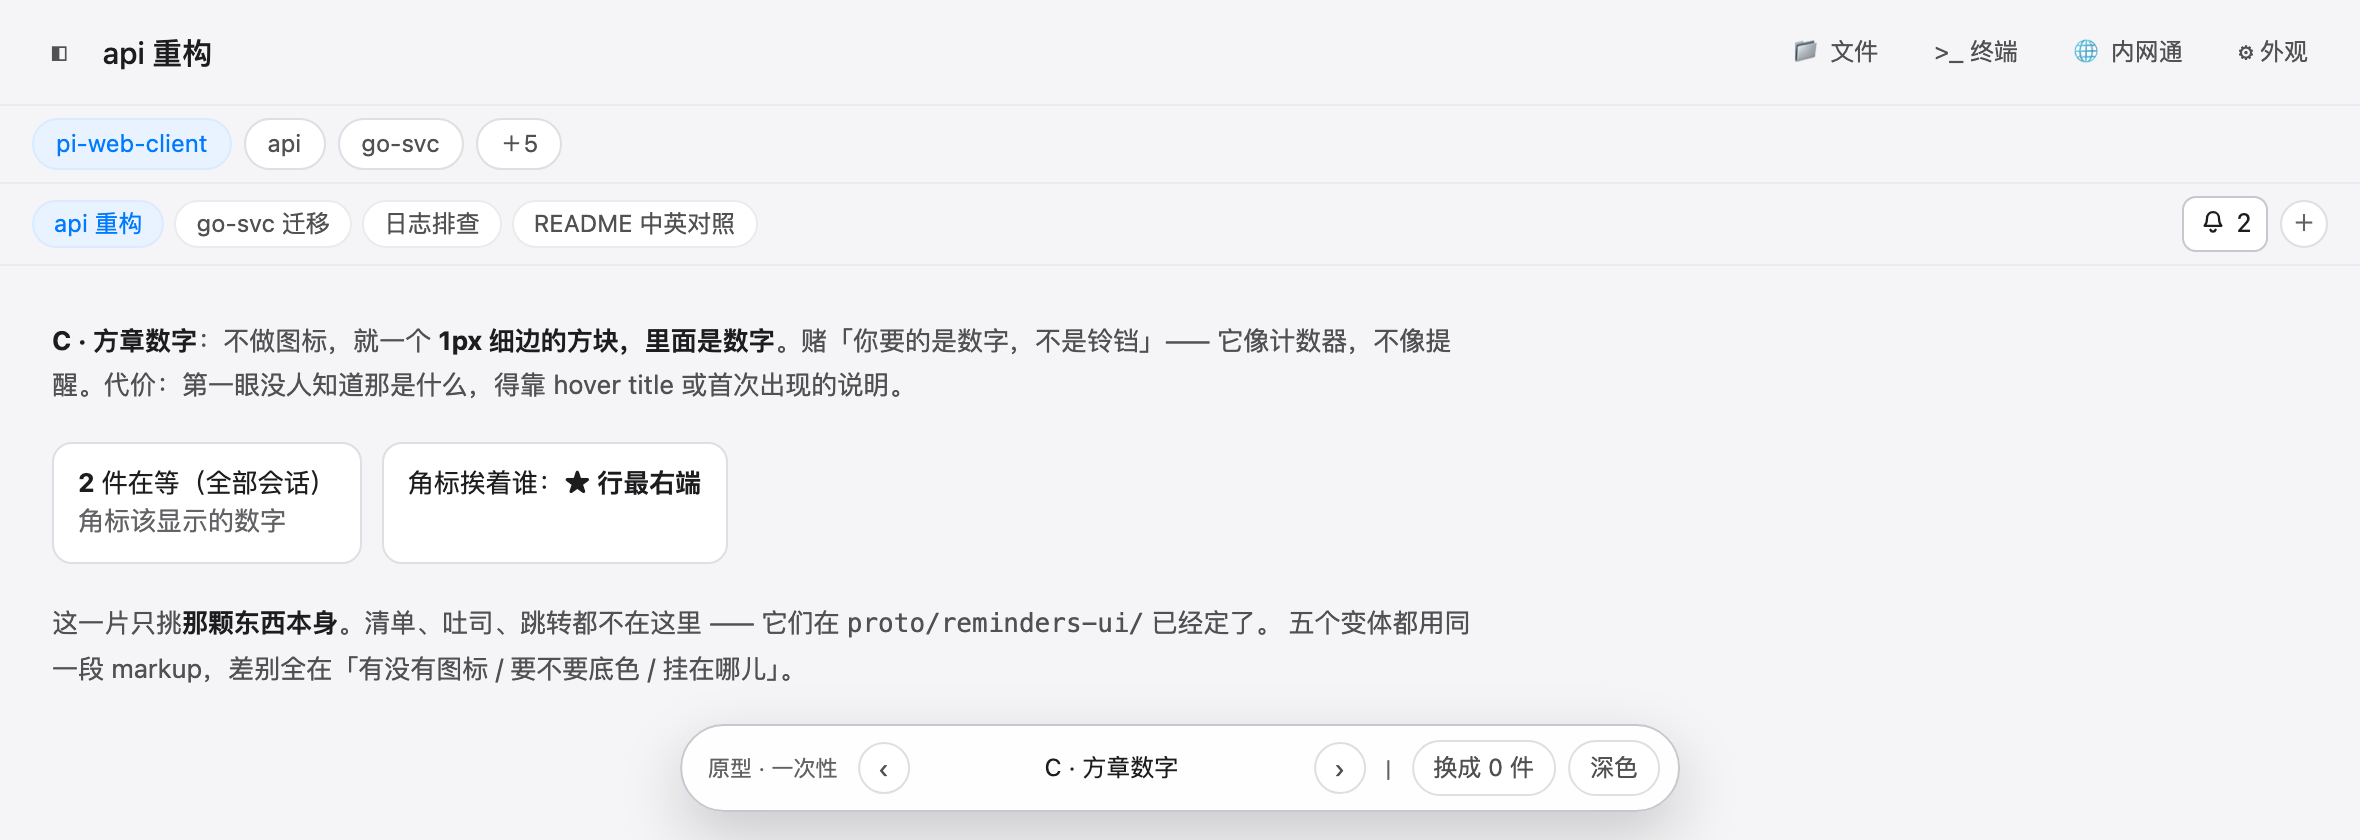 api 重构
文件 >_ 终端 内网通 外观
pi-web-client api go-svc +5
api 重构 go-svc 迁移 日志排查 README 中英对照 2 +
C · 方章数字：不做图标，就一个 1px 细边的方块，里面是数字。赌「你要的是数字，不是铃铛」—— 它像计数器，不像提
醒。代价：第一眼没人知道那是什么，得靠 hover title 或首次出现的说明。
2 件在等（全部会话） 角标挨着谁：★ 行最右端
角标该显示的数字
这一片只挑那颗东西本身。清单、吐司、跳转都不在这里 —— 它们在 proto/reminders-ui/ 已经定了。 五个变体都用同
一段 markup，差别全在「有没有图标 / 要不要底色 / 挂在哪儿」。
原型 · 一次性 ‹ C · 方章数字 › | 换成 0 件 深色